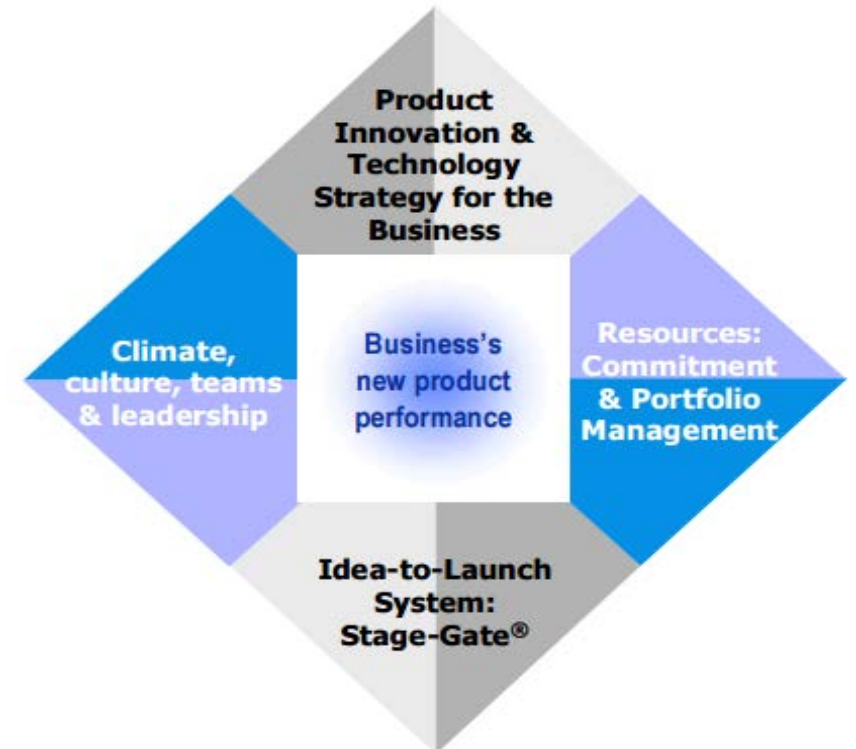 Product
Innovation &
Technology
Strategy for the
Business
Climate,
culture, teams
& leadership
Business's
new product
performance
Resources:
Commitment
& Portfolio
Management
Idea-to-Launch
System:
Stage-Gate®